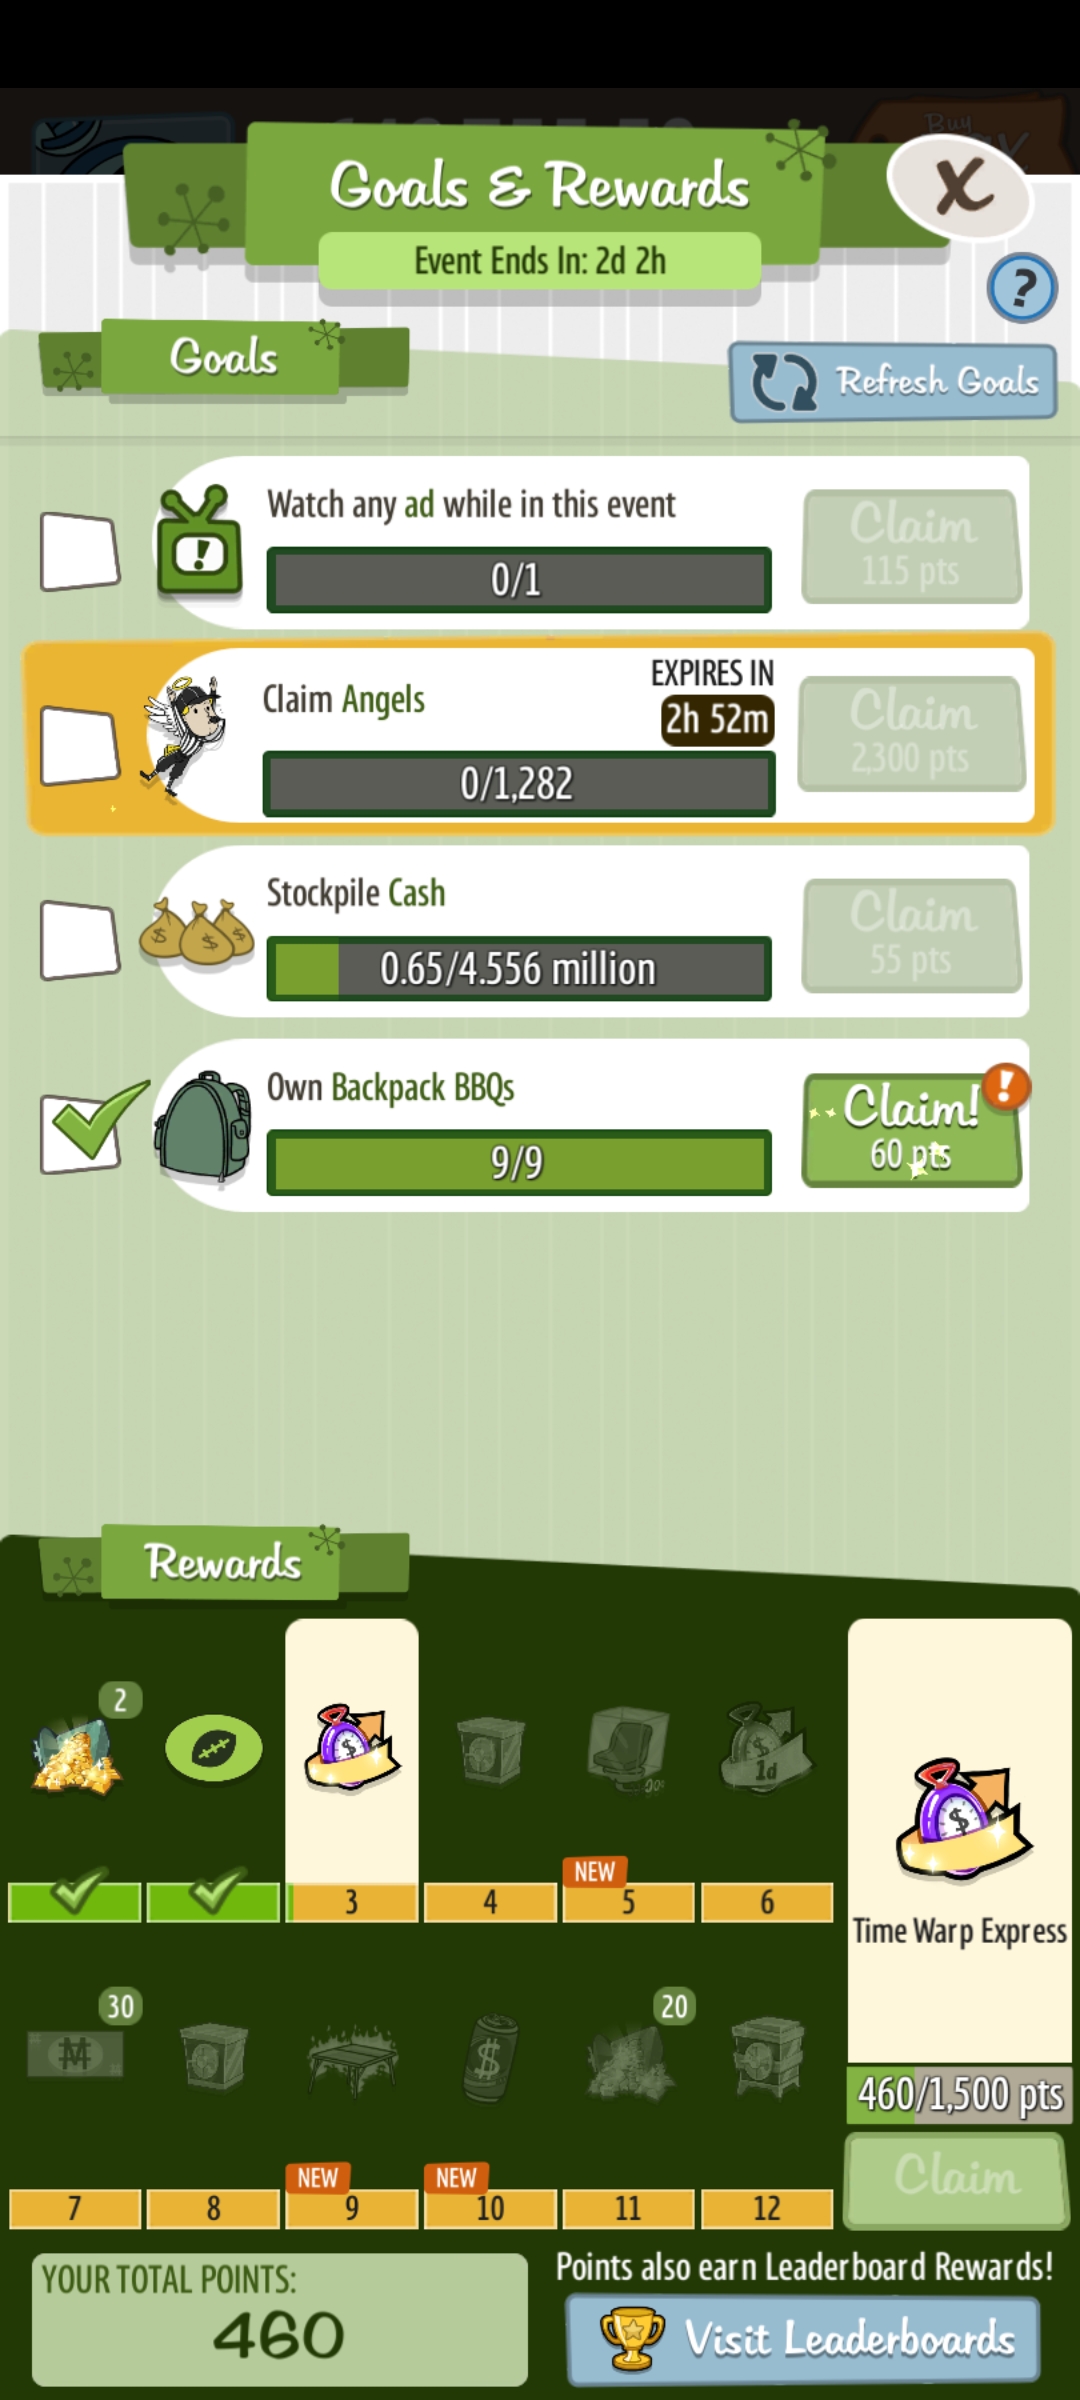 Buy
Goals & Rewards
X
Event Ends In: 2d 2h
?
Goals
Refresh Goals
Watch any ad while in this event
0/1
Claim
115 pts
Claim Angels
EXPIRES IN
2h 52m
0/1,282
Claim
2,300 pts
Stockpile Cash
0.65/4.556 million
Claim
55 pts
Own Backpack BBQs
9/9
Claim!
60 pts
Rewards
2
1d
NEW
3
4
5
6
Time Warp Express
30
20
460/1,500 pts
NEW
NEW
Claim
7
8
9
10
11
12
YOUR TOTAL POINTS:
460
Points also earn Leaderboard Rewards!
Visit Leaderboards